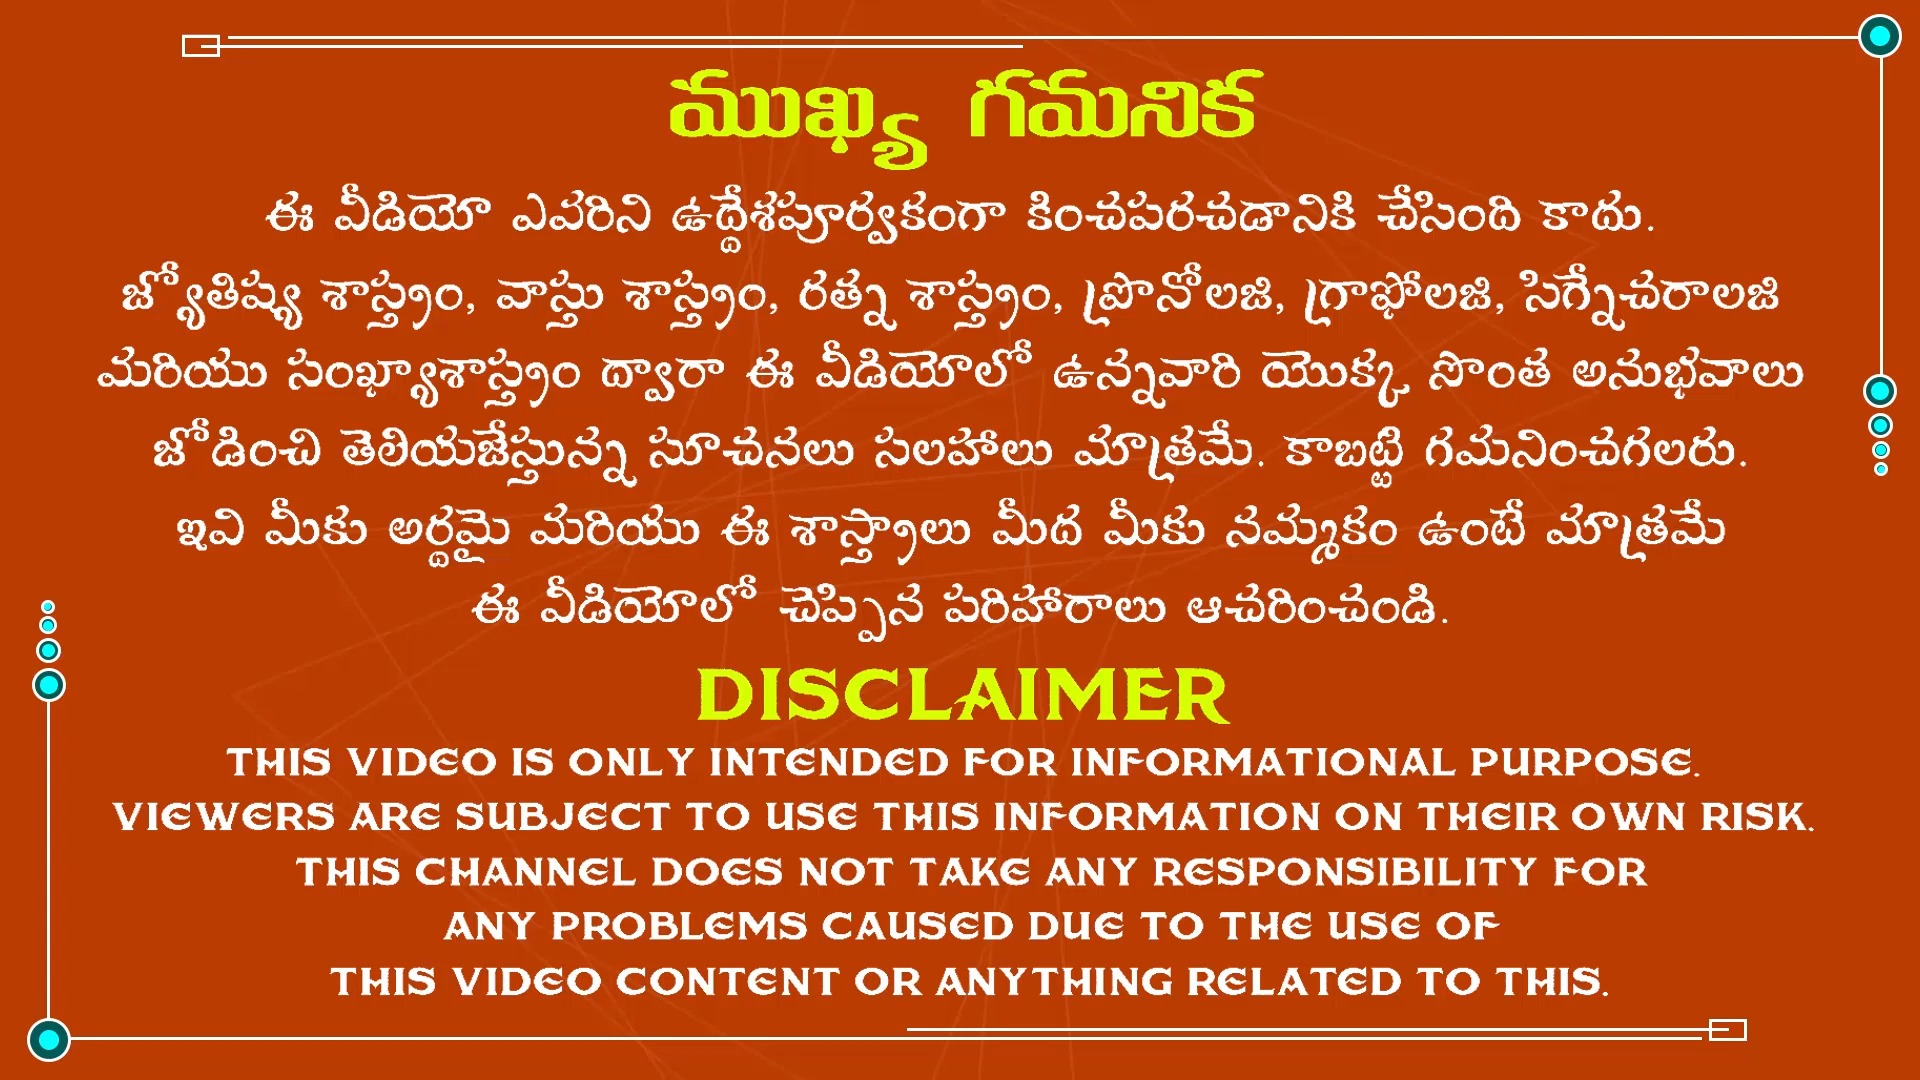 ముఖ్య గమనిక
ఈ వీడియో ఎవరిని ఉద్దేశపూర్వకంగా కించపరచడానికి చేసింది కాదు.
జ్యోతిష్య శాస్త్రం, వాస్తు శాస్త్రం, రత్న శాస్త్రం, ప్రొనోలజి, గ్రాఫోలజి, సిగ్నేచరాలజి
మరియు సంఖ్యాశాస్త్రం ద్వారా ఈ వీడియోలో ఉన్నవారి యొక్క సొంత అనుభవాలు
జోడించి తెలియజేస్తున్న సూచనలు సలహాలు మాత్రమే. కాబట్టి గమనించగలరు.
ఇవి మీకు అర్థమై మరియు ఈ శాస్త్రాలు మీద మీకు నమ్మకం ఉంటే మాత్రమే
ఈ వీడియోలో చెప్పిన పరిహారాలు ఆచరించండి.
DISCLAIMER
THIS VIDEO IS ONLY INTENDED FOR INFORMATIONAL PURPOSE.
VIEWERS ARE SUBJECT TO USE THIS INFORMATION ON THEIR OWN RISK.
THIS CHANNEL DOES NOT TAKE ANY RESPONSIBILITY FOR
ANY PROBLEMS CAUSED DUE TO THE USE OF
THIS VIDEO CONTENT OR ANYTHING RELATED TO THIS.